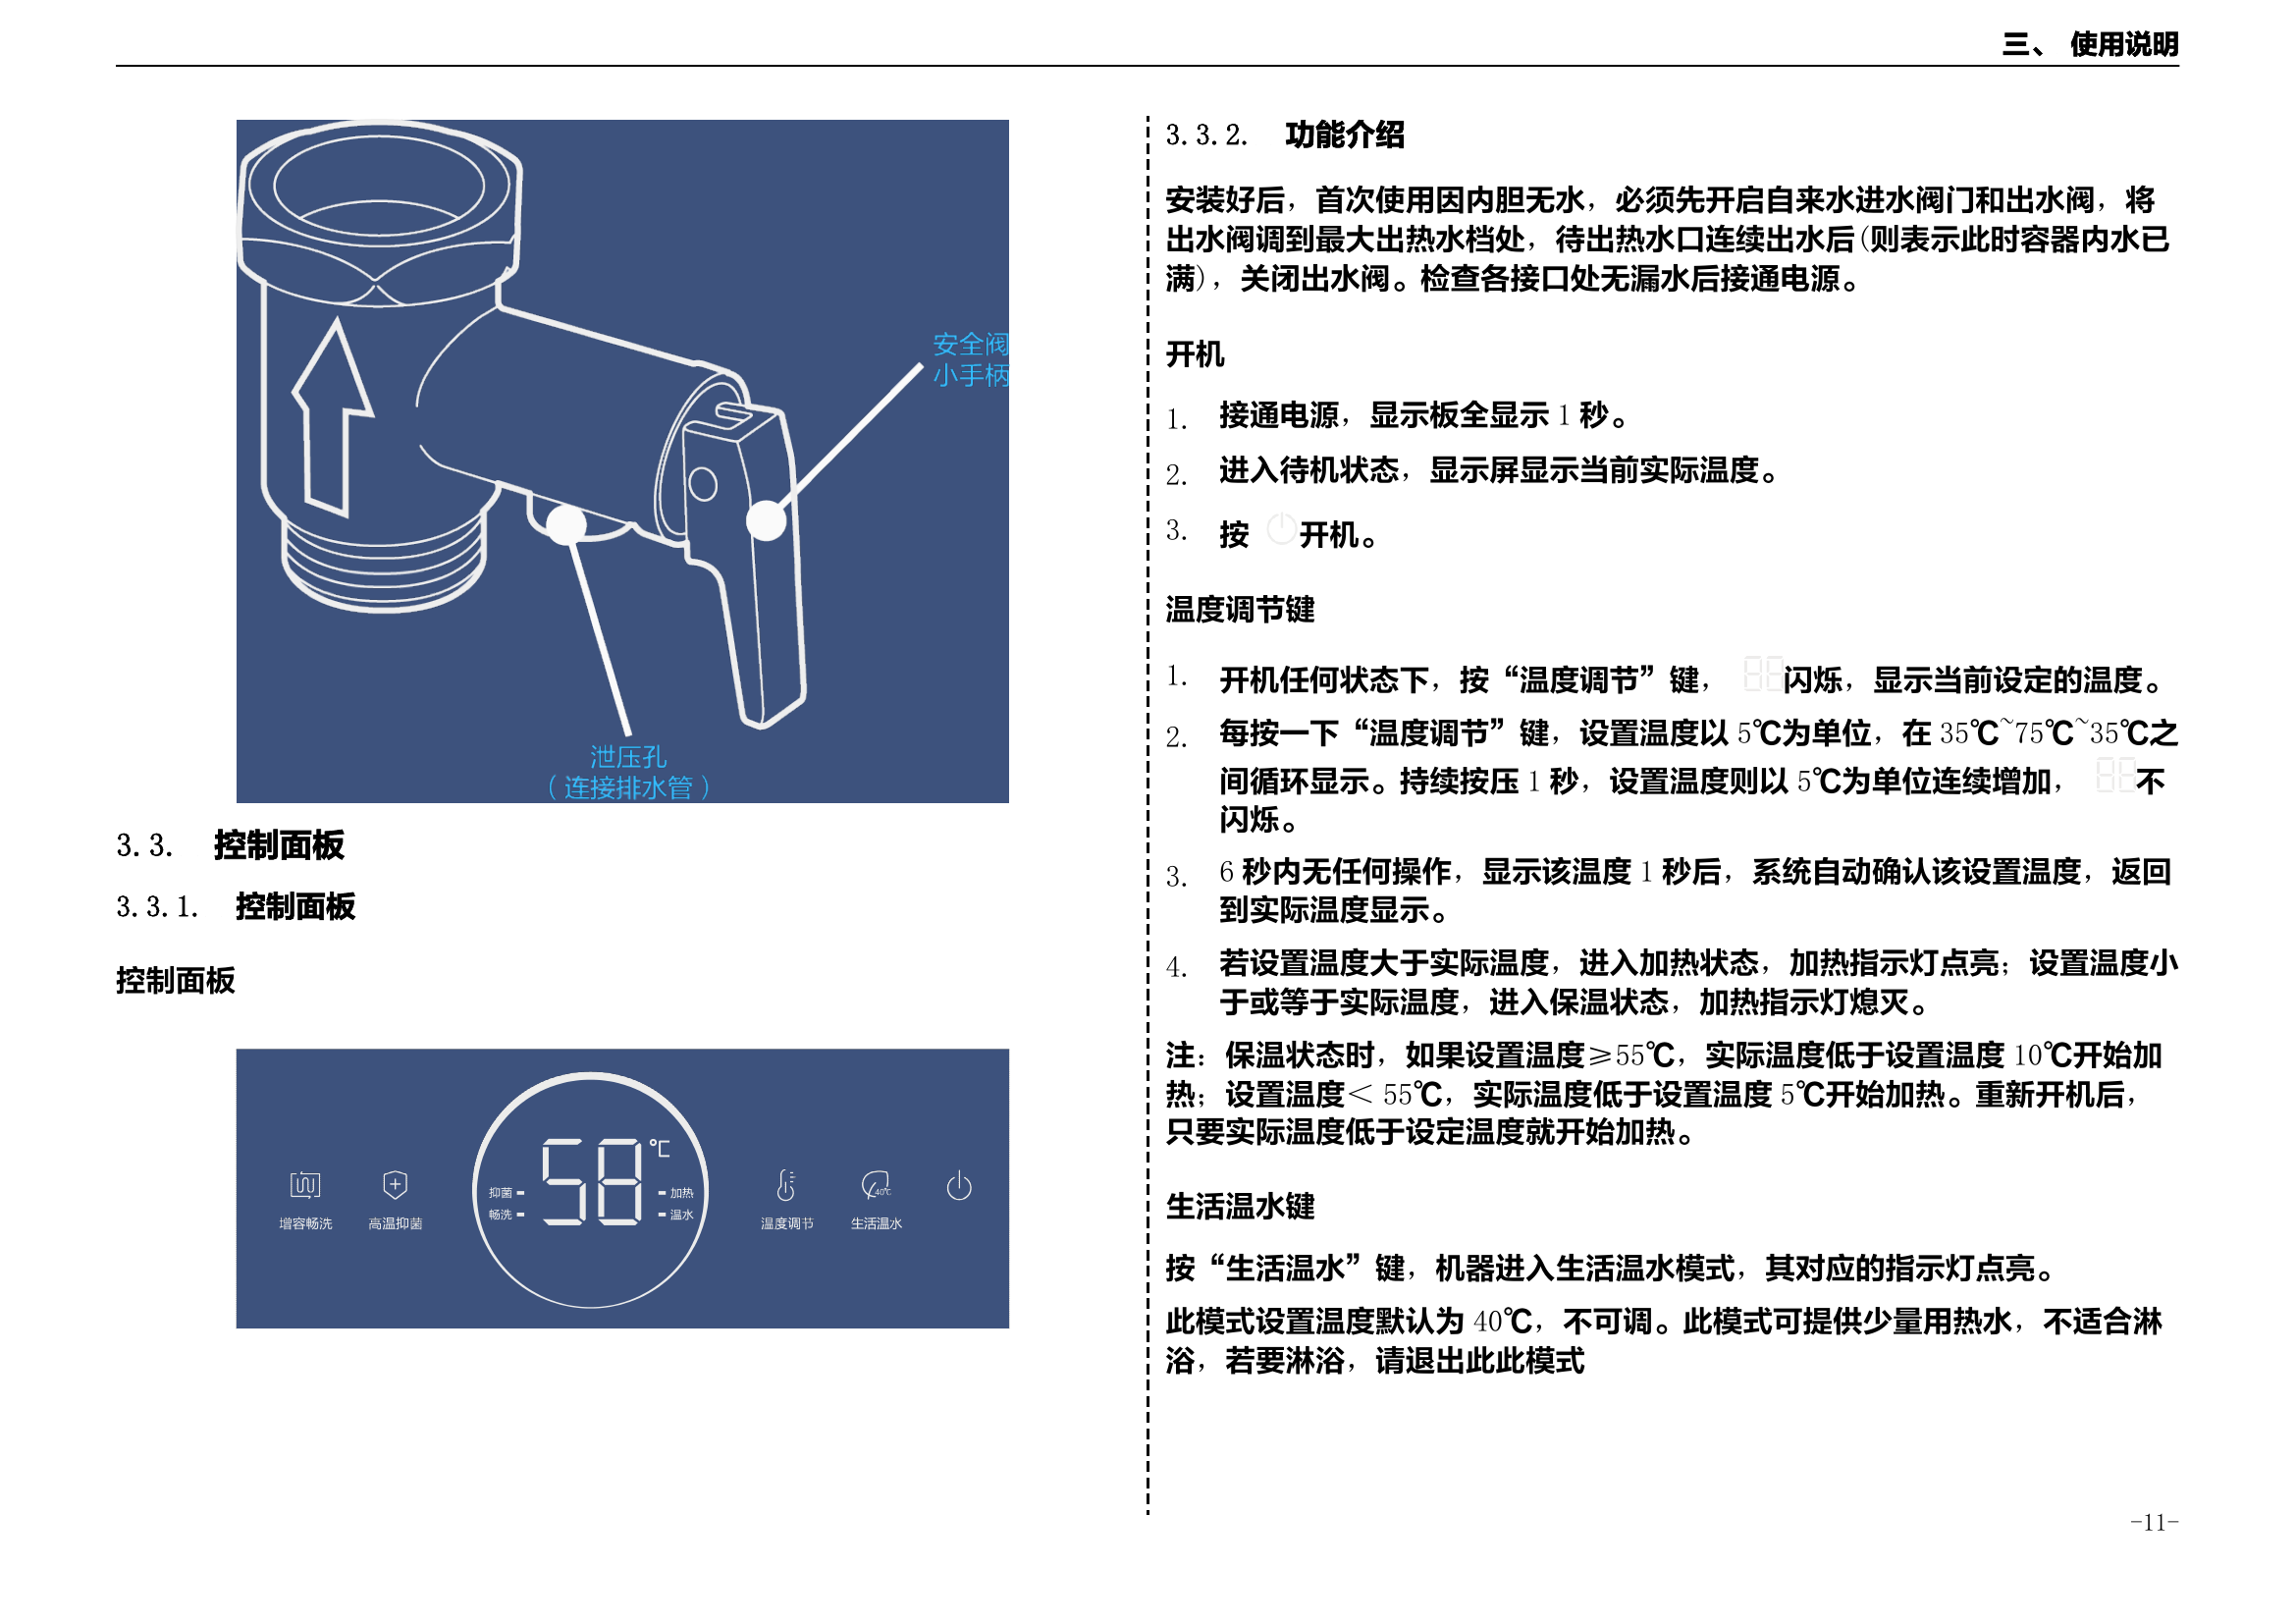 三、 使用说明
安全阀
小手柄
泄压孔
（连接排水管）
3.3. 控制面板
3.3.1. 控制面板
控制面板
增容畅洗
高温抑菌
抑菌
畅洗
58
℃
加热
温水
温度调节
40℃
生活温水
3.3.2. 功能介绍
安装好后，首次使用因内胆无水，必须先开启自来水进水阀门和出水阀，将
出水阀调到最大出热水档处，待出热水口连续出水后(则表示此时容器内水已
满)，关闭出水阀。检查各接口处无漏水后接通电源。
开机
1. 接通电源，显示板全显示 1 秒。
2. 进入待机状态，显示屏显示当前实际温度。
3. 按 开机。
温度调节键
1. 开机任何状态下，按“温度调节”键， 88闪烁，显示当前设定的温度。
2. 每按一下“温度调节”键，设置温度以 5℃为单位，在 35℃~75℃~35℃之
间循环显示。持续按压 1 秒，设置温度则以 5℃为单位连续增加， 88不
闪烁。
3. 6 秒内无任何操作，显示该温度 1 秒后，系统自动确认该设置温度，返回
到实际温度显示。
4. 若设置温度大于实际温度，进入加热状态，加热指示灯点亮；设置温度小
于或等于实际温度，进入保温状态，加热指示灯熄灭。
注：保温状态时，如果设置温度≥55℃，实际温度低于设置温度 10℃开始加
热；设置温度＜ 55℃，实际温度低于设置温度 5℃开始加热。重新开机后，
只要实际温度低于设定温度就开始加热。
生活温水键
按“生活温水”键，机器进入生活温水模式，其对应的指示灯点亮。
此模式设置温度默认为 40℃，不可调。此模式可提供少量用热水，不适合淋
浴，若要淋浴，请退出此此模式
-11-